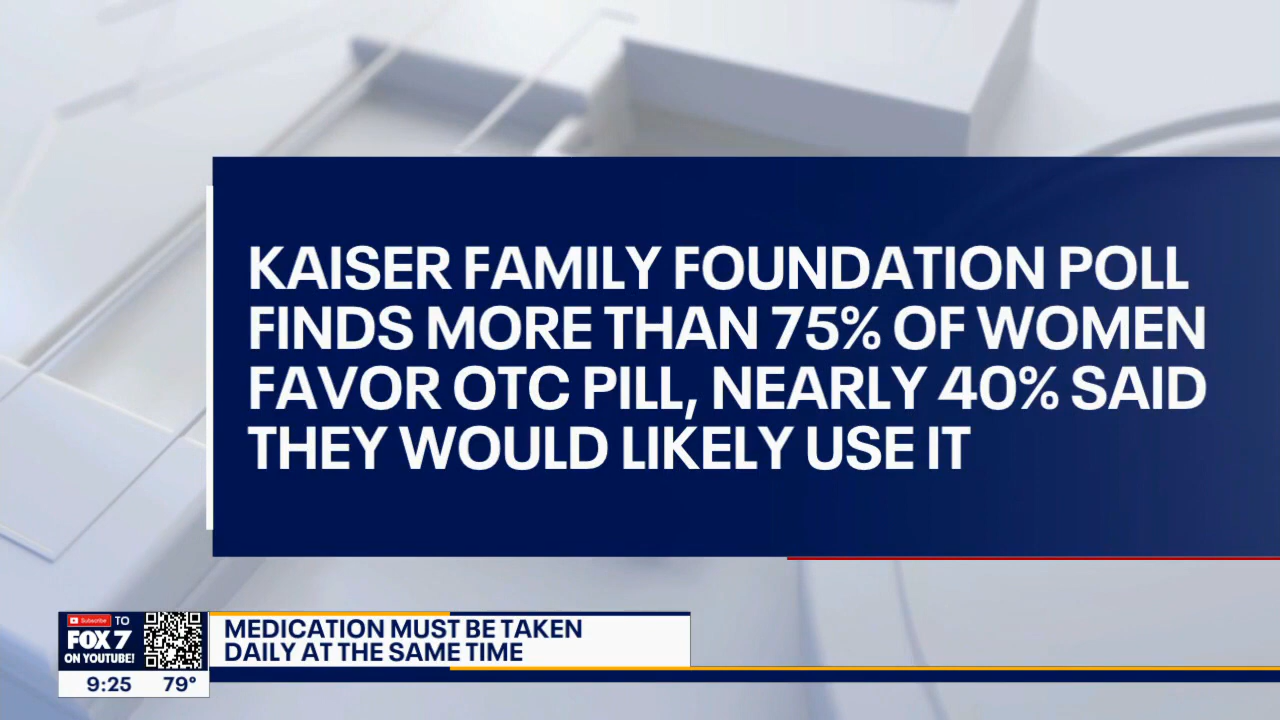 KAISER FAMILY FOUNDATION POLL
FINDS MORE THAN 75% OF WOMEN
FAVOR OTC PILL, NEARLY 40% SAID
THEY WOULD LIKELY USE IT
Subscribe TO
FOX 7
ON YOUTUBE!
MEDICATION MUST BE TAKEN
DAILY AT THE SAME TIME
9:25 79°